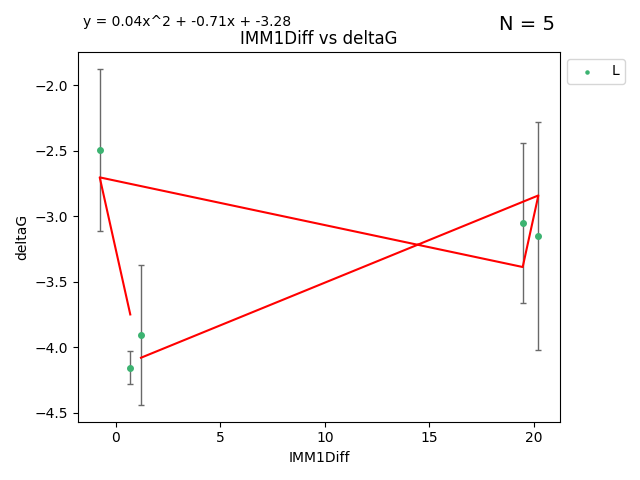 y = 0.04x^2 + -0.71x + -3.28
N = 5
IMM1Diff vs deltaG
L
−2.0
−2.5
−3.0
−3.5
−4.0
−4.5
deltaG
0 5 10 15 20
IMM1Diff